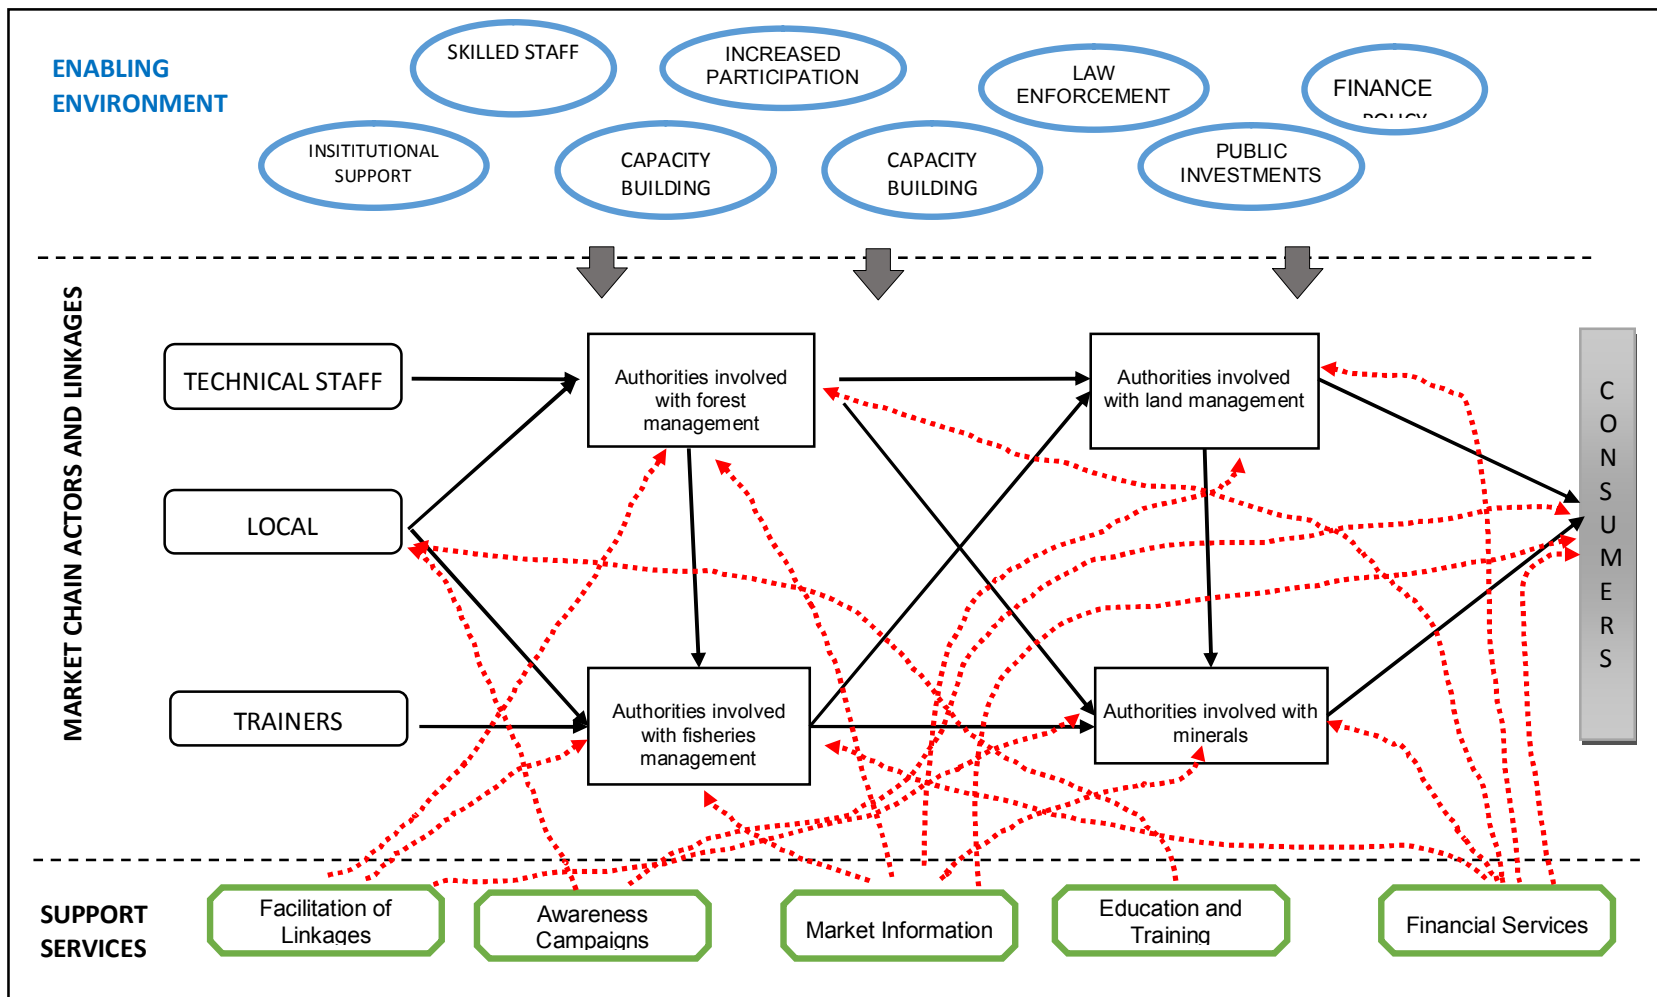 ENABLING
ENVIRONMENT
SKILLED STAFF
INCREASED
PARTICIPATION
LAW
ENFORCEMENT
FINANCE
POLICY
INSITITUTIONAL
SUPPORT
CAPACITY
BUILDING
CAPACITY
BUILDING
PUBLIC
INVESTMENTS
MARKET CHAIN ACTORS AND LINKAGES
TECHNICAL STAFF
Authorities involved
with forest
management
Authorities involved
with land management
CONSUMERS
LOCAL
TRAINERS
Authorities involved
with fisheries
management
Authorities involved with
minerals
SUPPORT
SERVICES
Facilitation of
Linkages
Awareness
Campaigns
Market Information
Education and
Training
Financial Services